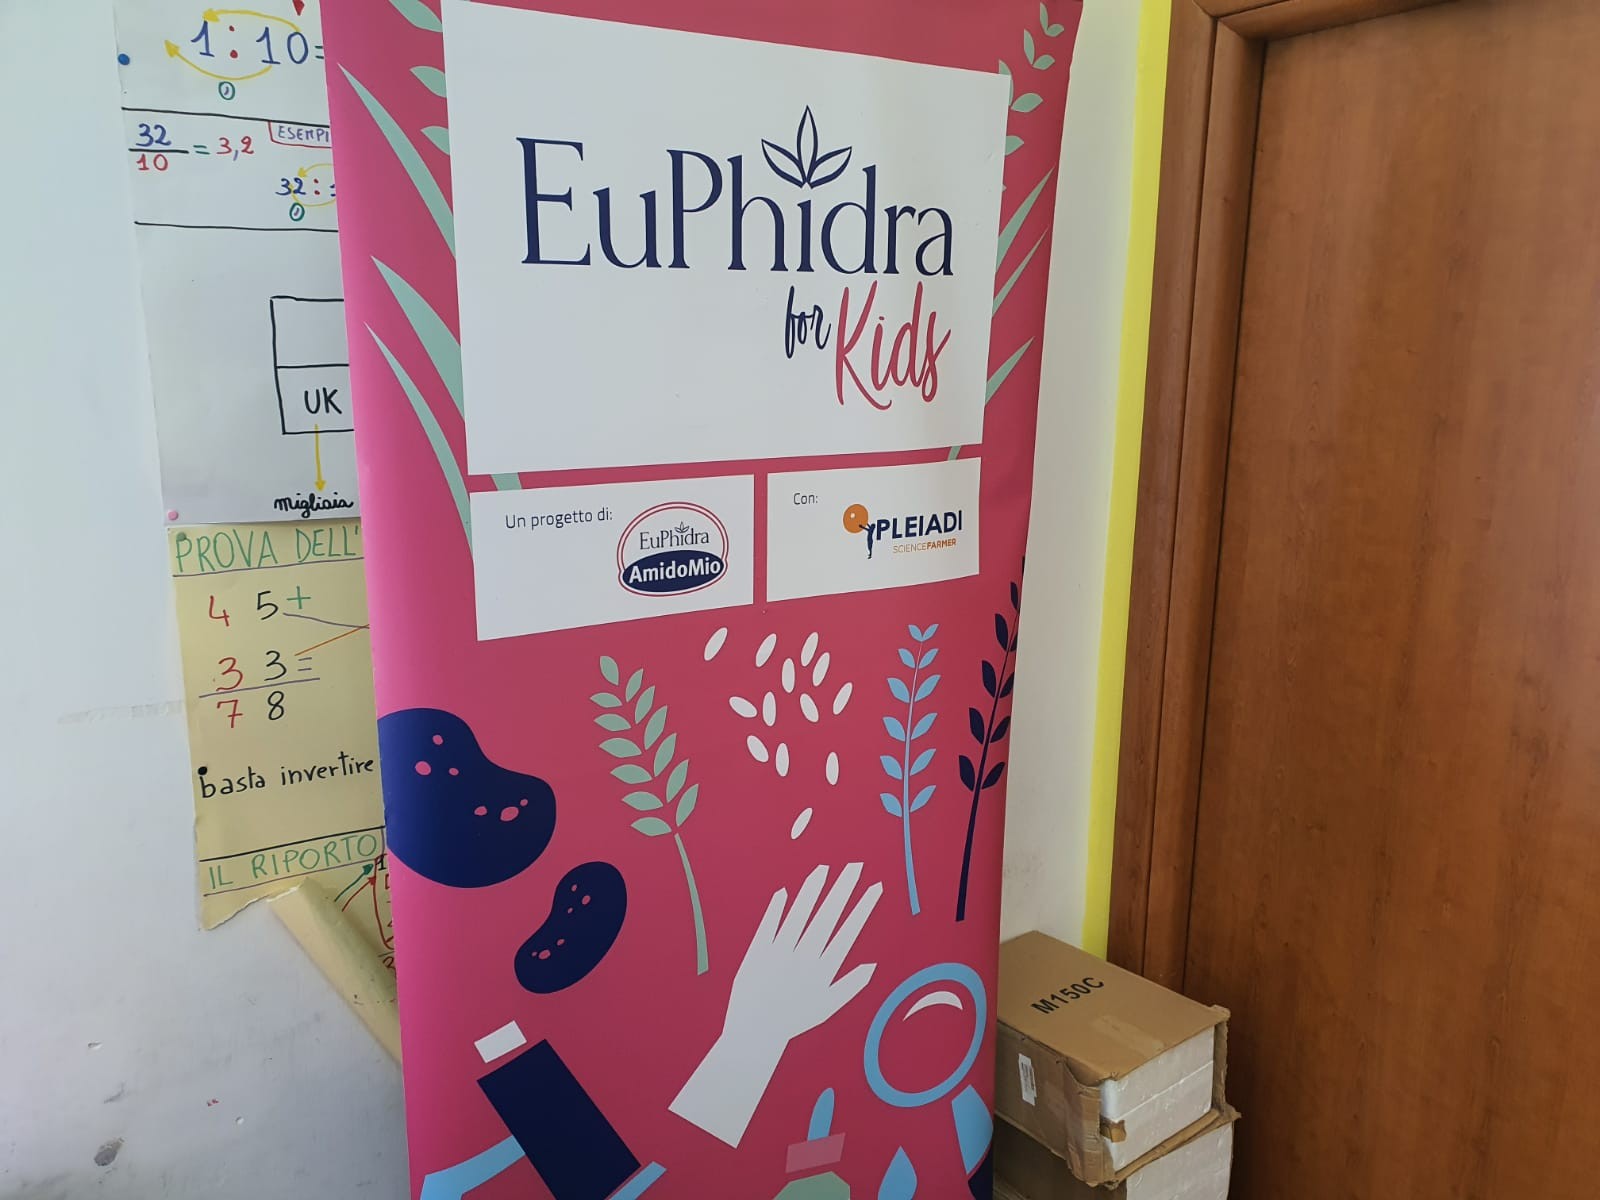 1 : 10=
0
32
10
= 3,2
32 :
0
UK
migliaia
PROVA DELL'
4 5 +
3 3 =
7 8
basta invertire
IL RIPORTO
EuPhidra
for Kids
Un progetto di:
EuPhidra
AmidoMio
Con:
PLEIADI
SCIENCEFARMER
M150C